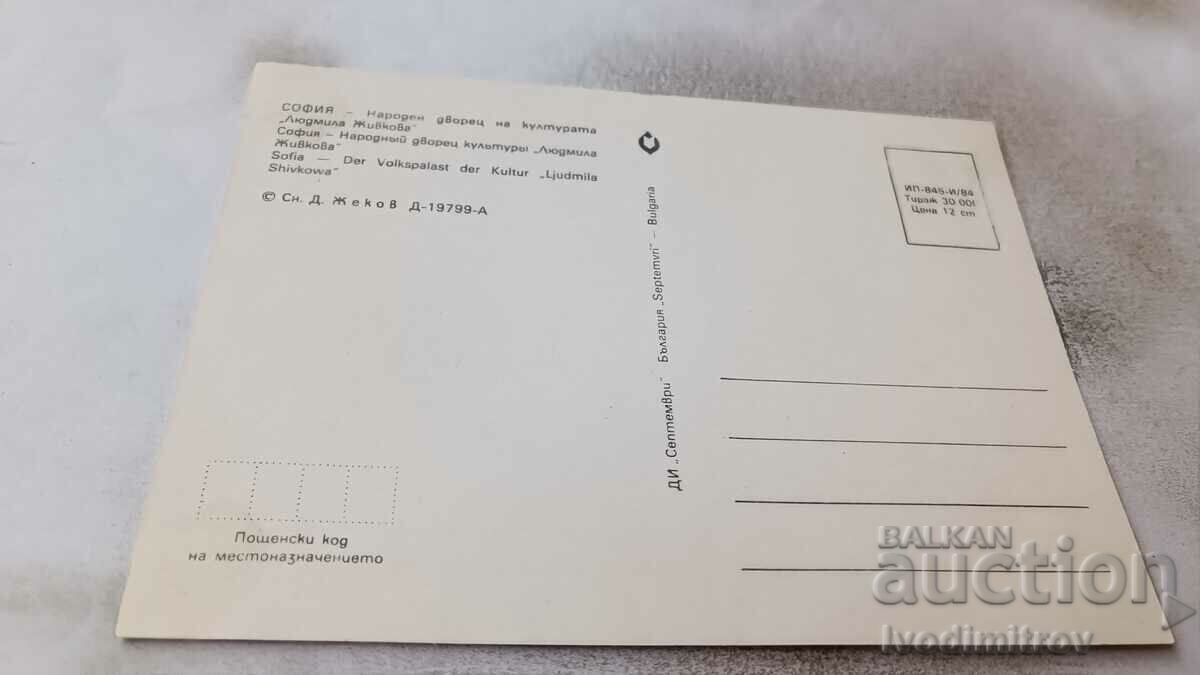 СОФИЯ – Народен дворец на културата
„Людмила Живкова"
София – Народный дворец культуры „Людмила
Живкова"
Sofia – Der Volkspalast der Kultur „Ljudmila
Shivkowa"
© Сн. Д. Жеков Д-19799-А
ДИ „Септември" България „Septemvri" – Bulgaria
ИП-845-И/84
Тираж 30 001
Цена 12 ст
Пощенски код
на местоназначението
BALKAN
auction
Ivodimitrov